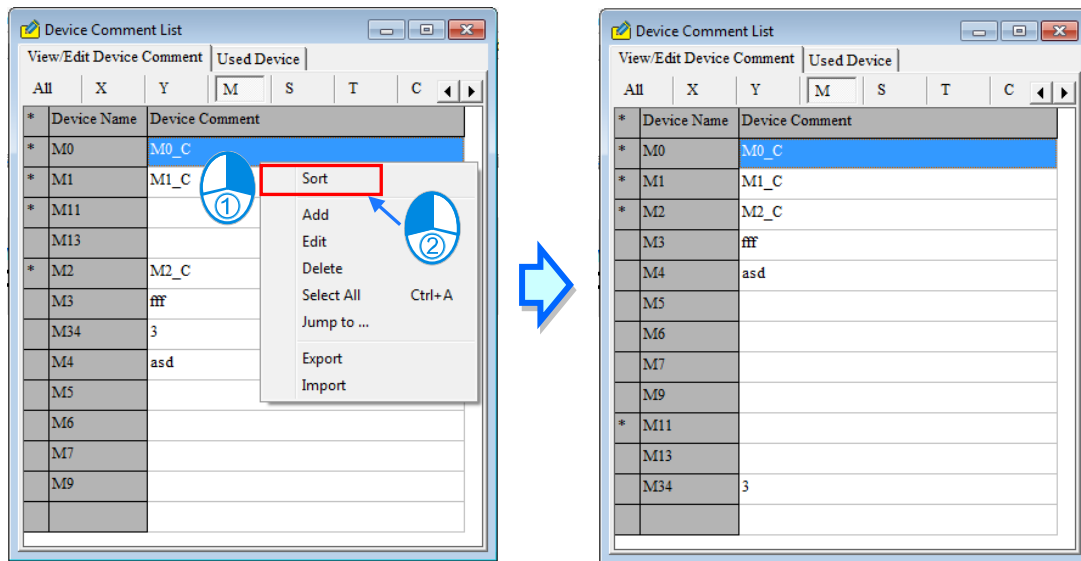 Device Comment List
View/Edit Device Comment Used Device
All X Y M S T C
* Device Name Device Comment
* M0 M0_C
* M1 M1_C
* M11
M13
* M2 M2_C
M3 fff
M34 3
M4 asd
M5
M6
M7
M9
①
Sort
Add
Edit
Delete
Select All Ctrl+A
Jump to ...
Export
Import
②
Device Comment List
View/Edit Device Comment Used Device
All X Y M S T C
* Device Name Device Comment
* M0 M0_C
* M1 M1_C
* M2 M2_C
M3 fff
M4 asd
M5
M6
M7
M9
* M11
M13
M34 3